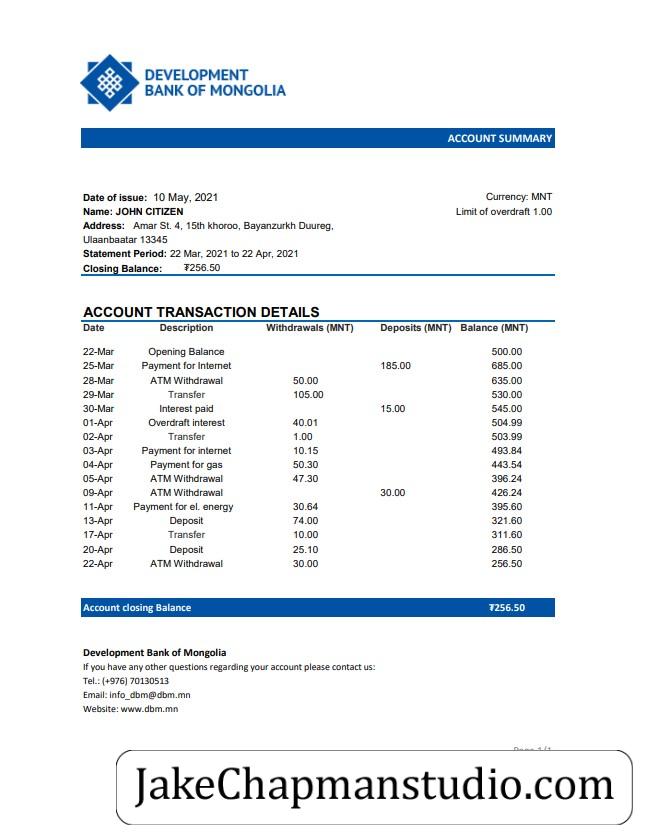 DEVELOPMENT
BANK OF MONGOLIA
ACCOUNT SUMMARY
Date of issue: 10 May, 2021 Currency: MNT
Name: JOHN CITIZEN Limit of overdraft 1.00
Address: Amar St. 4, 15th khoroo, Bayanzurkh Duureg,
Ulaanbaatar 13345
Statement Period: 22 Mar, 2021 to 22 Apr, 2021
Closing Balance: ₮256.50
ACCOUNT TRANSACTION DETAILS
Date Description Withdrawals (MNT) Deposits (MNT) Balance (MNT)
22-Mar Opening Balance 500.00
25-Mar Payment for Internet 185.00 685.00
28-Mar ATM Withdrawal 50.00 635.00
29-Mar Transfer 105.00 530.00
30-Mar Interest paid 15.00 545.00
01-Apr Overdraft interest 40.01 504.99
02-Apr Transfer 1.00 503.99
03-Apr Payment for internet 10.15 493.84
04-Apr Payment for gas 50.30 443.54
05-Apr ATM Withdrawal 47.30 396.24
09-Apr ATM Withdrawal 30.00 426.24
11-Apr Payment for el. energy 30.64 395.60
13-Apr Deposit 74.00 321.60
17-Apr Transfer 10.00 311.60
20-Apr Deposit 25.10 286.50
22-Apr ATM Withdrawal 30.00 256.50
Account closing Balance ₮256.50
Development Bank of Mongolia
If you have any other questions regarding your account please contact us:
Tel.: (+976) 70130513
Email: info_dbm@dbm.mn
Website: www.dbm.mn
Page 1/1
JakeChapmanstudio.com